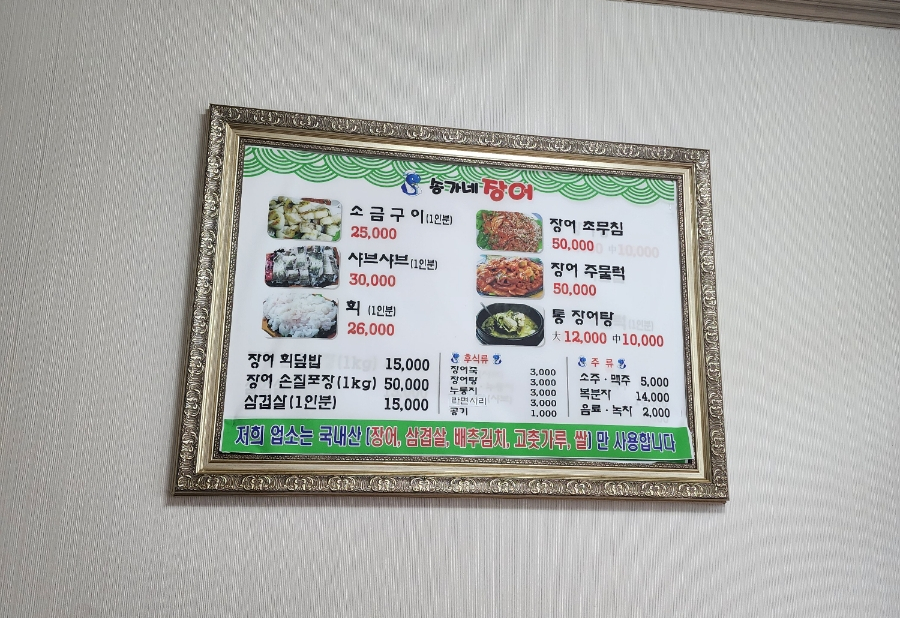 송가네 장어
소금구이(1인분)
25,000
샤브샤브(1인분)
30,000
회 (1인분)
26,000
장어 초무침
50,000
장어 주물럭
50,000
통 장어탕
大 12,000 中 10,000
장어 회덮밥 15,000
장어 손질포장(1kg) 50,000
삼겹살(1인분) 15,000
후식류
장어죽 3,000
장어탕 3,000
누룽지 3,000
라면사리 3,000
공기 1,000
주 류
소주·맥주 5,000
복분자 14,000
음료·녹차 2,000
저희 업소는 국내산 [장어, 삼겹살, 배추김치, 고춧가루, 쌀] 만 사용합니다